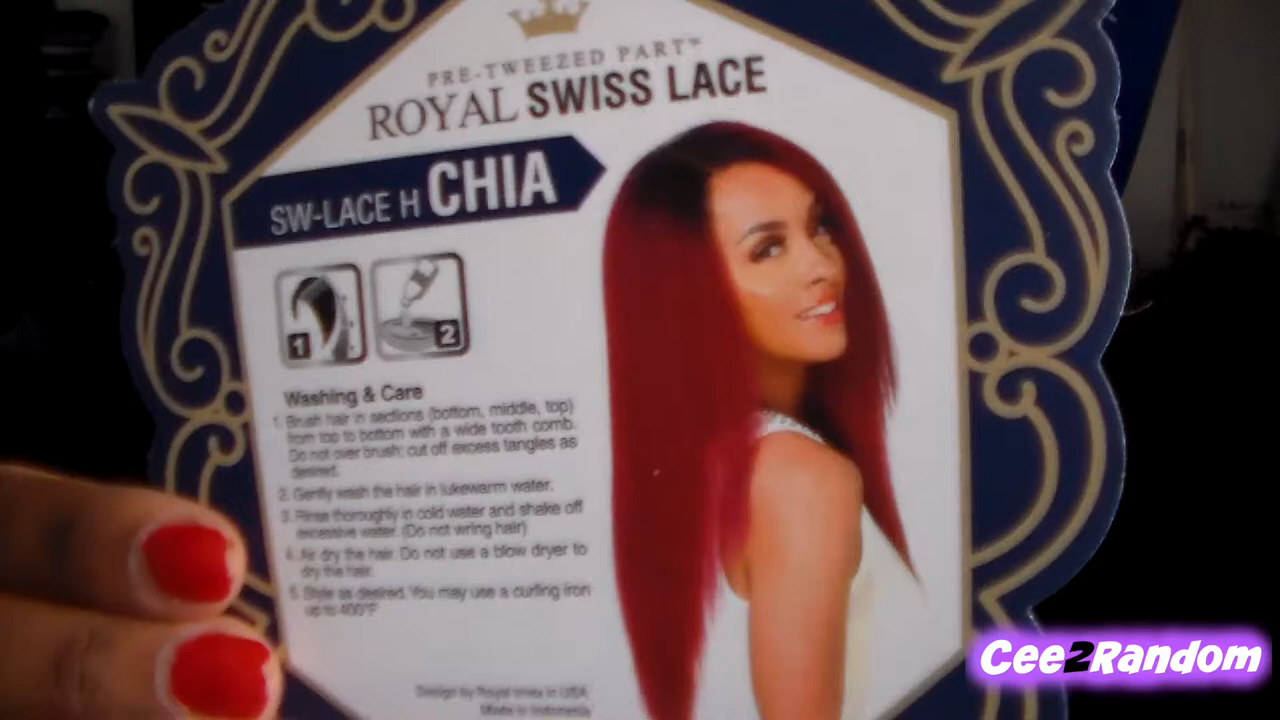 PRE-TWEEZED PART™
ROYAL SWISS LACE
SW-LACE H CHIA
1
2
Washing & Care
1. Brush hair in sections (bottom, middle, top)
from top to bottom with a wide tooth comb.
Do not over brush; cut off excess tangles as
desired.
2. Gently wash the hair in lukewarm water.
3. Rinse thoroughly in cold water and shake off
excessive water. (Do not wring hair)
4. Air dry the hair. Do not use a blow dryer to
dry the hair.
5. Style as desired. You may use a curling iron
up to 400°F
Design by Royal Imex in USA
Made in Indonesia
Cee2Random